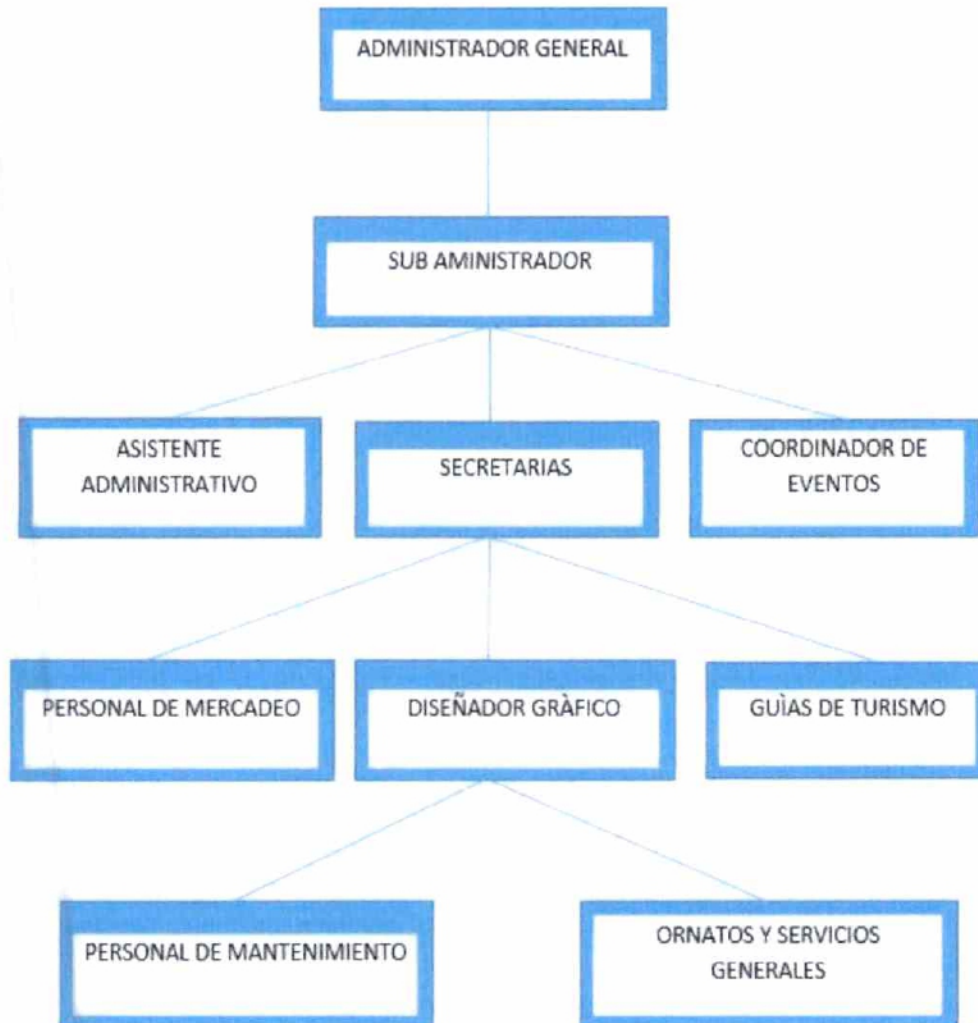 ADMINISTRADOR GENERAL
SUB AMINISTRADOR
ASISTENTE
ADMINISTRATIVO
SECRETARIAS
COORDINADOR DE
EVENTOS
PERSONAL DE MERCADEO
DISEÑADOR GRÀFICO
GUÌAS DE TURISMO
PERSONAL DE MANTENIMIENTO
ORNATOS Y SERVICIOS
GENERALES